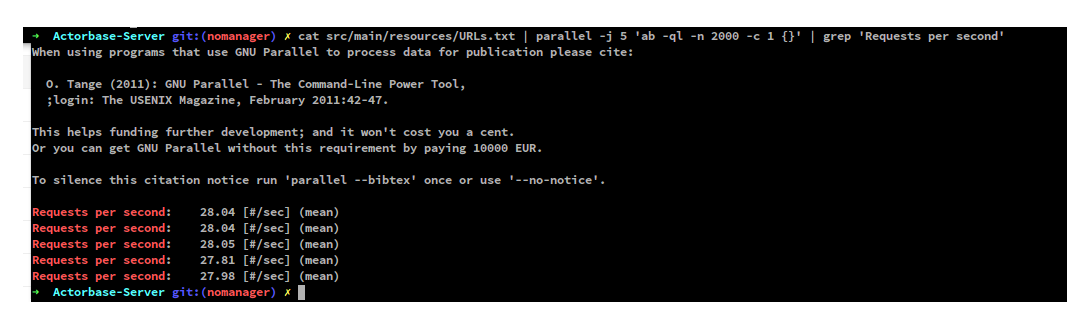 → Actorbase-Server git:(nomanager) ✗ cat src/main/resources/URLs.txt | parallel -j 5 'ab -ql -n 2000 -c 1 {}' | grep 'Requests per second'
When using programs that use GNU Parallel to process data for publication please cite:
O. Tange (2011): GNU Parallel - The Command-Line Power Tool,
;login: The USENIX Magazine, February 2011:42-47.
This helps funding further development; and it won't cost you a cent.
Or you can get GNU Parallel without this requirement by paying 10000 EUR.
To silence this citation notice run 'parallel --bibtex' once or use '--no-notice'.
Requests per second: 28.04 [#/sec] (mean)
Requests per second: 28.04 [#/sec] (mean)
Requests per second: 28.05 [#/sec] (mean)
Requests per second: 27.81 [#/sec] (mean)
Requests per second: 27.98 [#/sec] (mean)
→ Actorbase-Server git:(nomanager) ✗